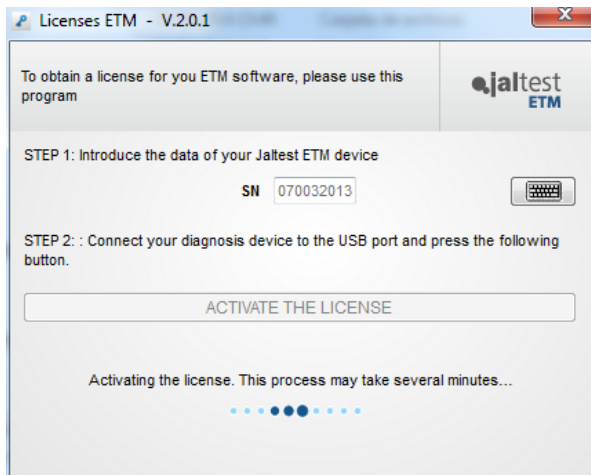 Licenses ETM - V.2.0.1
To obtain a license for you ETM software, please use this
program
jaltest
ETM
STEP 1: Introduce the data of your Jaltest ETM device
SN 070032013
STEP 2: : Connect your diagnosis device to the USB port and press the following
button.
ACTIVATE THE LICENSE
Activating the license. This process may take several minutes...